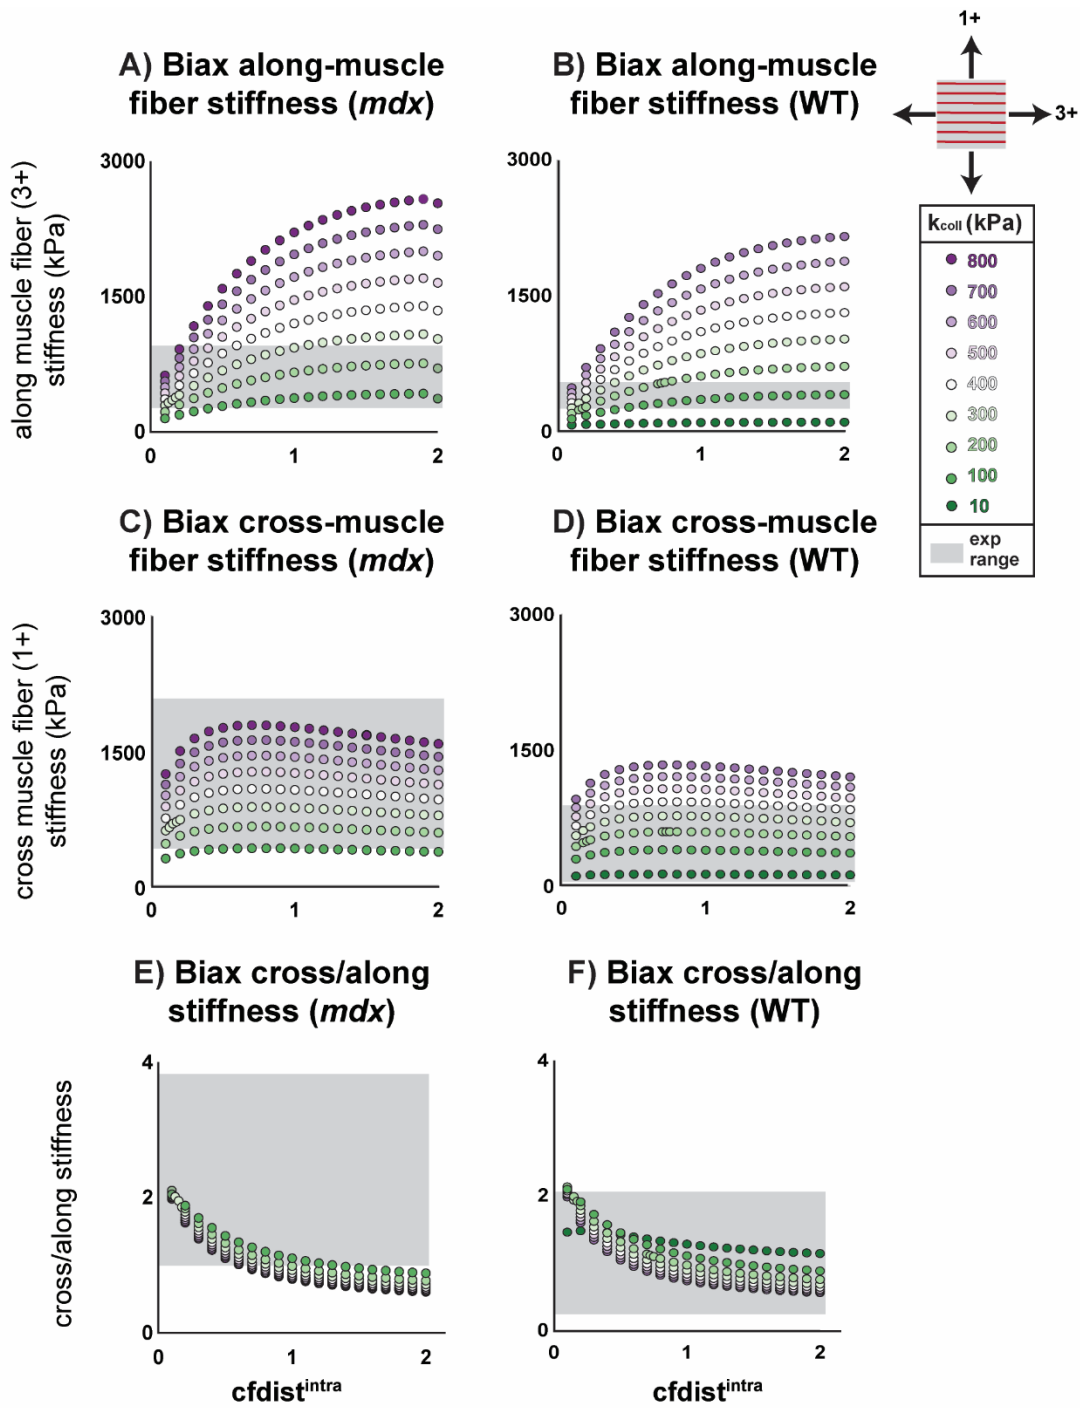 1+
3+
A) Biax along-muscle
fiber stiffness (mdx)
B) Biax along-muscle
fiber stiffness (WT)
along muscle fiber (3+)
stiffness (kPa)
3000
1500
0
0
1
2
3000
1500
0
0
1
2
kcoll (kPa)
800
700
600
500
400
300
200
100
10
exp
range
C) Biax cross-muscle
fiber stiffness (mdx)
D) Biax cross-muscle
fiber stiffness (WT)
cross muscle fiber (1+)
stiffness (kPa)
3000
1500
0
0
1
2
3000
1500
0
0
1
2
E) Biax cross/along
stiffness (mdx)
F) Biax cross/along
stiffness (WT)
cross/along stiffness
4
2
0
0
1
2
cfdistintra
4
2
0
0
1
2
cfdistintra